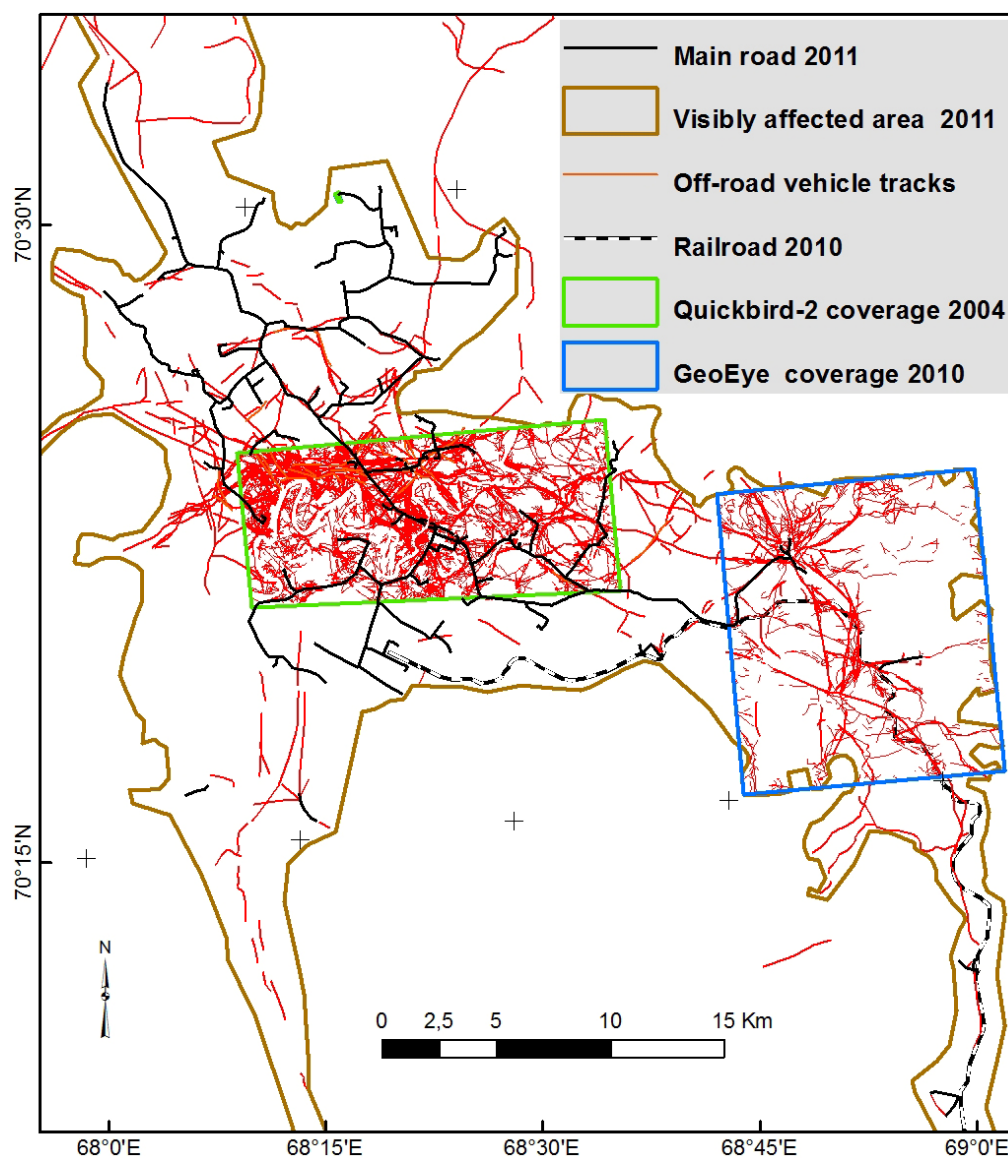 Main road 2011
Visibly affected area 2011
Off-road vehicle tracks
Railroad 2010
Quickbird-2 coverage 2004
GeoEye coverage 2010
70°30'N
70°15'N
N
0 2,5 5 10 15 Km
68°0'E 68°15'E 68°30'E 68°45'E 69°0'E